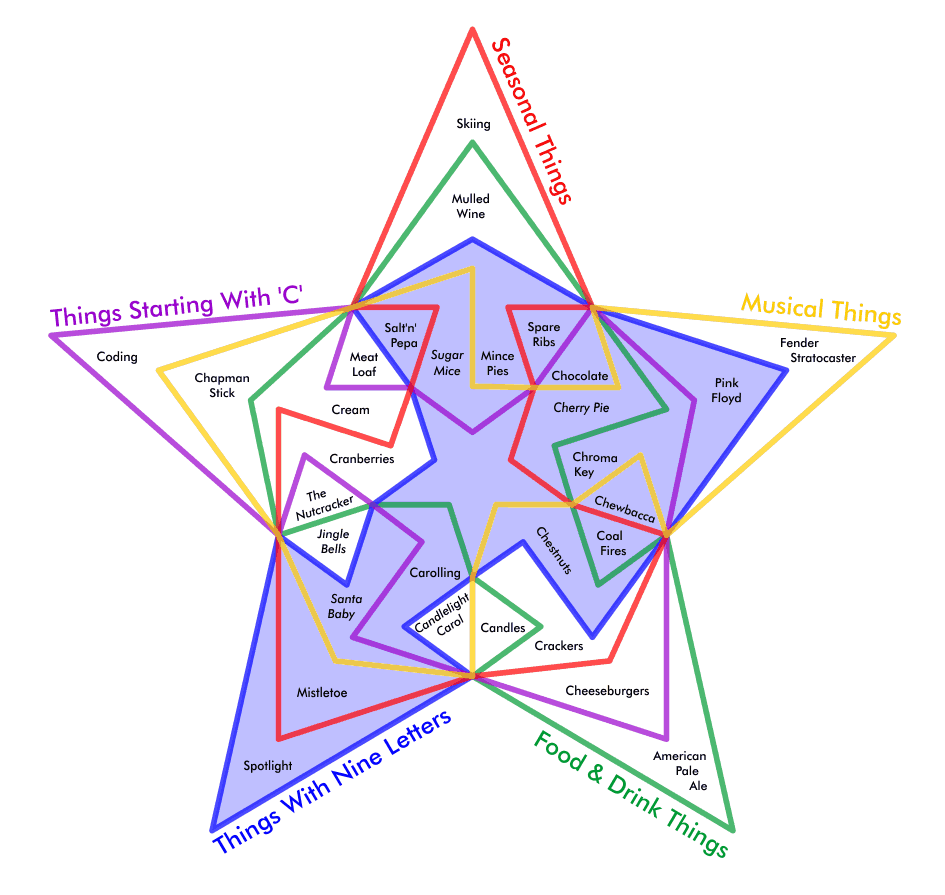 Seasonal Things
Skiing
Mulled
Wine
Things Starting With 'C'
Musical Things
Coding
Fender
Stratocaster
Salt'n'
Pepa
Sugar
Mice
Mince
Pies
Spare
Ribs
Meat
Loaf
Chocolate
Pink
Floyd
Chapman
Stick
Cream
Cherry Pie
Cranberries
Chroma
Key
The
Nutcracker
Chewbacca
Jingle
Bells
Coal
Fires
Chestnuts
Carolling
Santa
Baby
Candlelight
Carol
Candles
Crackers
Mistletoe
Cheeseburgers
Spotlight
American
Pale
Ale
Things With Nine Letters
Food & Drink Things